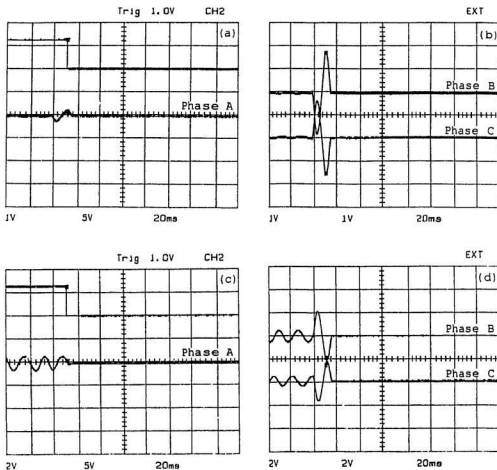 Trig 1.0V CH2
EXT
(a)
(b)
Phase A
Phase B
Phase C
1V 5V 20ms
1V 1V 20ms
Trig 1.0V CH2
EXT
(c)
(d)
Phase A
Phase B
Phase C
2V 5V 20ms
2V 2V 20ms